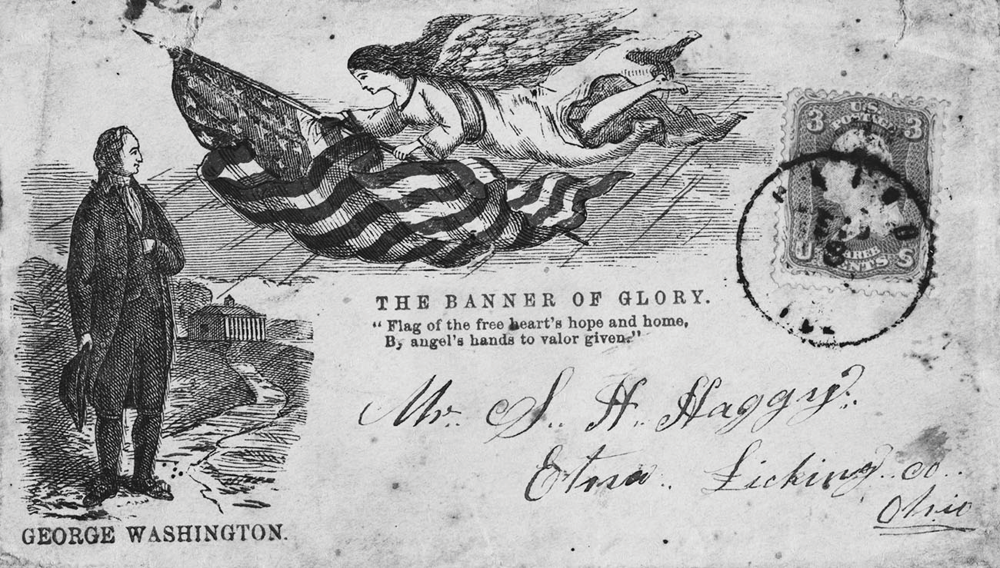 THE BANNER OF GLORY.
“ Flag of the free heart's hope and home,
By angel's hands to valor given.”
GEORGE WASHINGTON.
3 U.S. 3
POSTAGE
U THREE S
CENTS
Mr. S. H. Haggy.
Etna. Licking. co.
Ohio